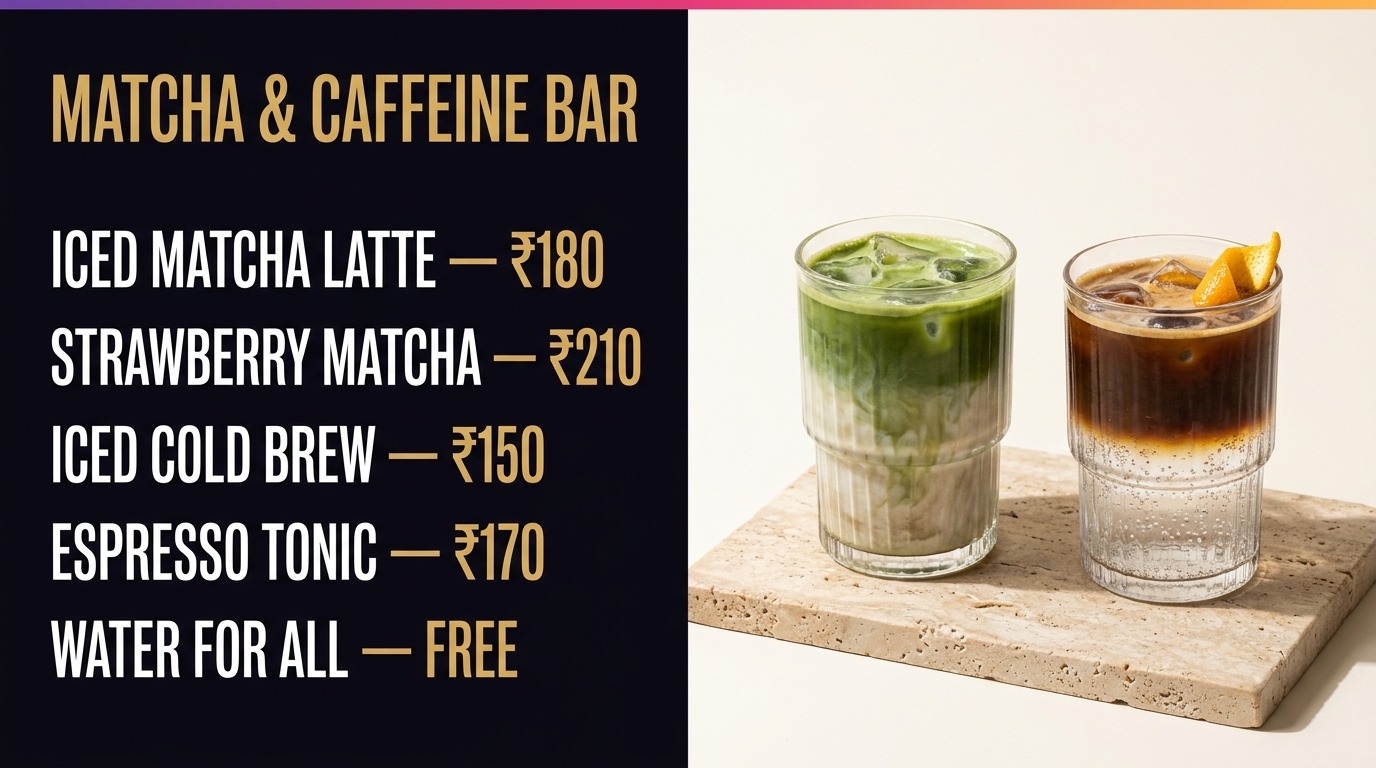 MATCHA & CAFFEINE BAR
ICED MATCHA LATTE — ₹180
STRAWBERRY MATCHA — ₹210
ICED COLD BREW — ₹150
ESPRESSO TONIC — ₹170
WATER FOR ALL — FREE